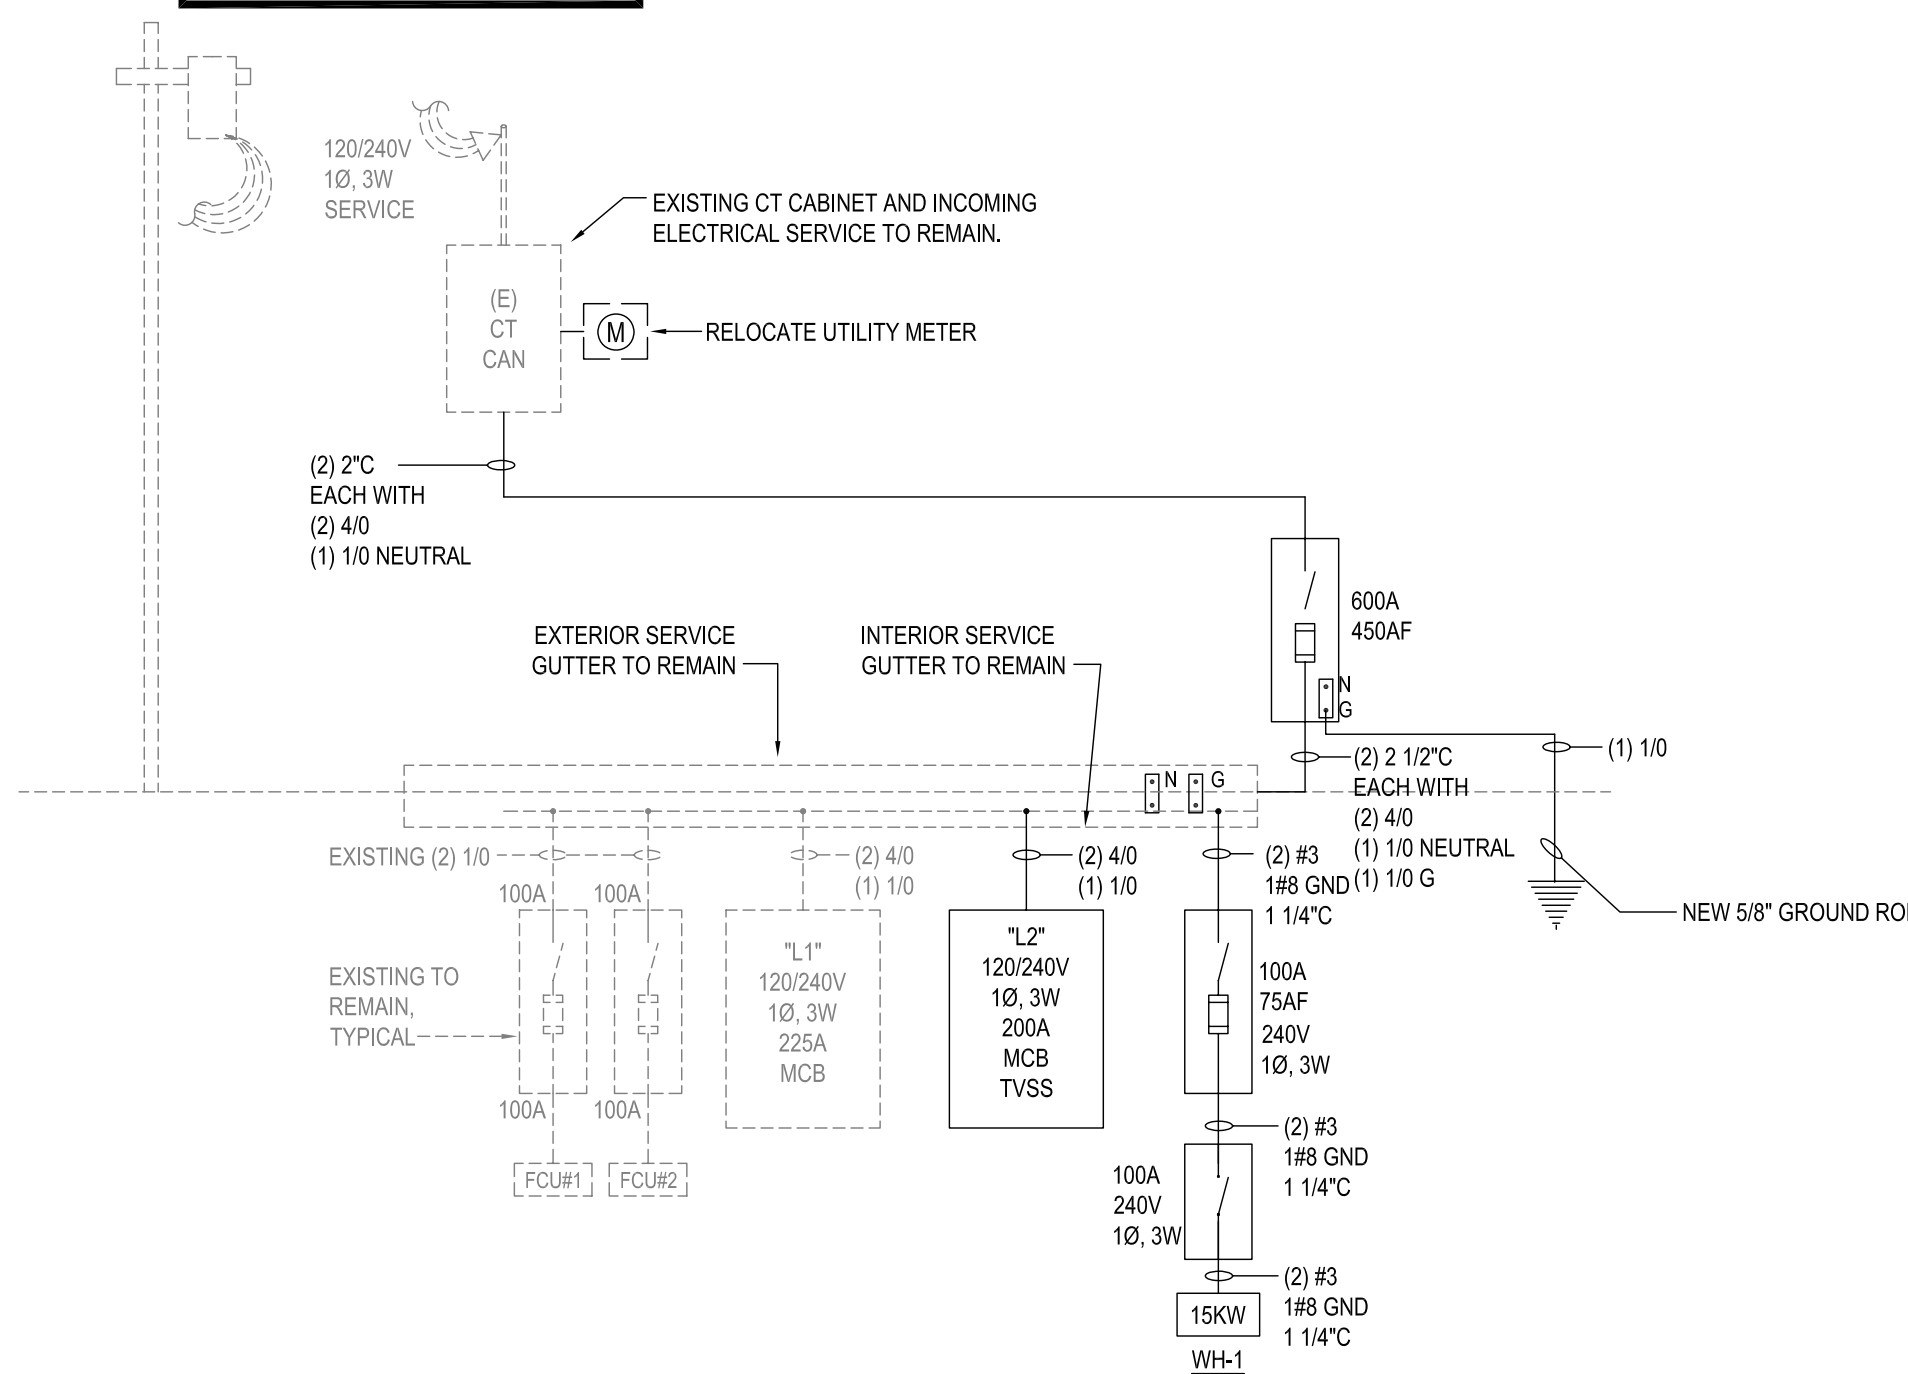 120/240V
1Ø, 3W
SERVICE
EXISTING CT CABINET AND INCOMING
ELECTRICAL SERVICE TO REMAIN.
(E)
CT
CAN
M
RELOCATE UTILITY METER
(2) 2"C
EACH WITH
(2) 4/0
(1) 1/0 NEUTRAL
600A
450AF
N
G
EXTERIOR SERVICE
GUTTER TO REMAIN
INTERIOR SERVICE
GUTTER TO REMAIN
(1) 1/0
(2) 2 1/2"C
EACH WITH
(2) 4/0
(1) 1/0 NEUTRAL
(1) 1/0 G
N
G
EXISTING (2) 1/0
(2) 4/0
(1) 1/0
(2) 4/0
(1) 1/0
(2) #3
1#8 GND
1 1/4"C
NEW 5/8" GROUND RO
100A
100A
EXISTING TO
REMAIN,
TYPICAL
100A
100A
FCU#1
FCU#2
"L1"
120/240V
1Ø, 3W
225A
MCB
"L2"
120/240V
1Ø, 3W
200A
MCB
TVSS
100A
75AF
240V
1Ø, 3W
(2) #3
1#8 GND
1 1/4"C
100A
240V
1Ø, 3W
(2) #3
1#8 GND
1 1/4"C
15KW
WH-1